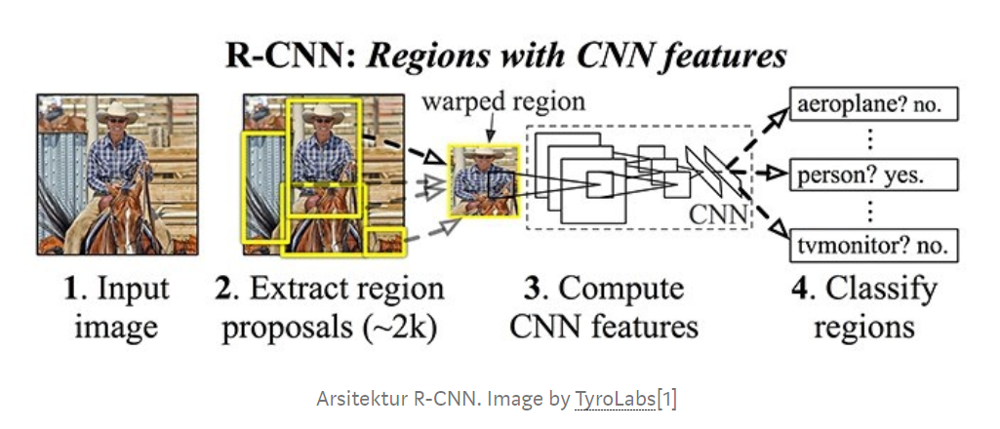 R-CNN: Regions with CNN features
warped region
aeroplane? no.
person? yes.
tvmonitor? no.
CNN
1. Input
image
2. Extract region
proposals (~2k)
3. Compute
CNN features
4. Classify
regions
Arsitektur R-CNN. Image by TyroLabs[1]